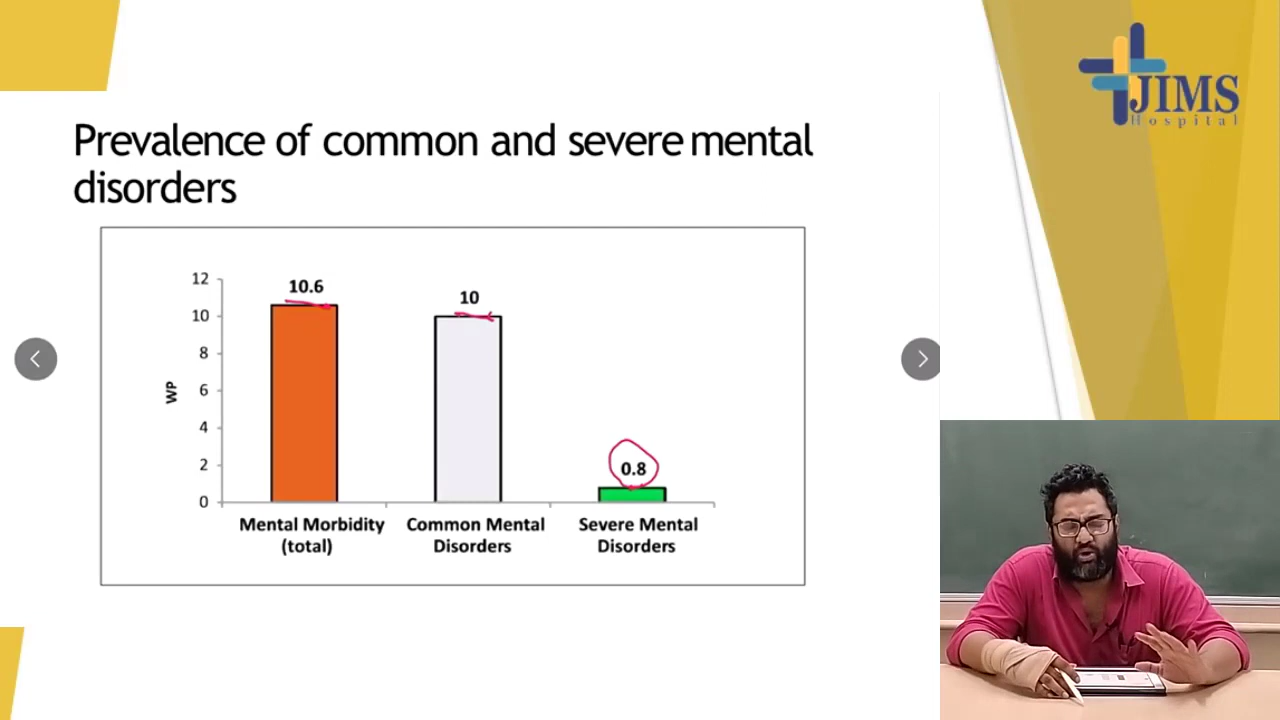 JIMS
Hospital
Prevalence of common and severe mental
disorders
12
10
8
6
4
2
0
WP
10.6
10
0.8
Mental Morbidity
(total)
Common Mental
Disorders
Severe Mental
Disorders